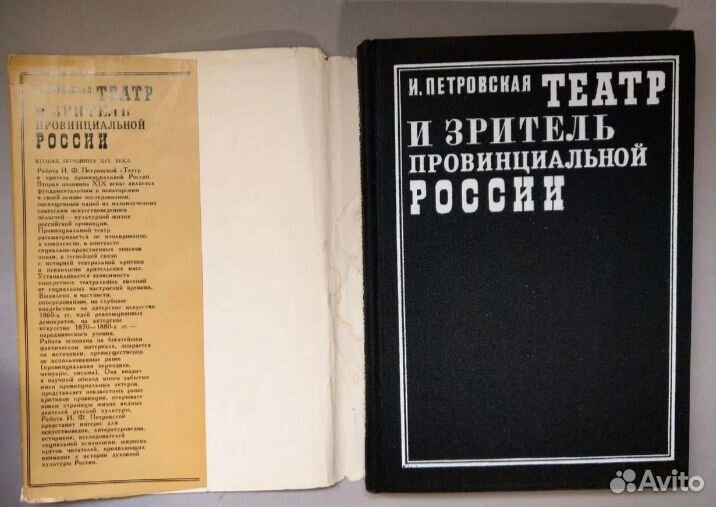 ПЕТРОВСКАЯ ТЕАТР
И ЗРИТЕЛЬ
ПРОВИНЦИАЛЬНОЙ
РОССИИ
ВТОРАЯ ПОЛОВИНА XIX ВЕКА
Работа И. Ф. Петровской «Театр
и зритель провинциальной России.
Вторая половина XIX века» является
фундаментальным и новаторским
в своей основе исследованием,
посвященным одной из малоизученных
советским искусствоведением
областей — культурной жизни
российской провинции.
Провинциальный театр
рассматривается не изолированно,
а комплексно, в контексте
социально-нравственных поисков
эпохи, в теснейшей связи
с историей театральной критики
и психологии зрительских масс.
Устанавливается зависимость
конкретных театральных явлений
от социальных настроений времени.
Выявлено, в частности,
опосредованное, но глубокое
воздействие на актерское искусство
1860-х гг. идей революционных
демократов, на актерское
искусство 1870—1880-х гг. —
народнического учения.
Работа основана на богатейшем
фактическом материале, опирается
на источники, преимущественно
не использованные ранее
(провинциальная периодика,
мемуары, письма). Она вводит
в научный обиход много забытых
имен провинциальных актеров,
представляет неизвестных ранее
критиков провинции, открывает
новые страницы жизни видных
деятелей русской культуры.
Работа И. Ф. Петровской
представит интерес для
искусствоведов, литературоведов,
историков, исследователей
социальной психологии, широких
кругов читателей, проявляющих
внимание к истории духовной
культуры России.
И. ПЕТРОВСКАЯ ТЕАТР
И ЗРИТЕЛЬ
ПРОВИНЦИАЛЬНОЙ
РОССИИ
Avito